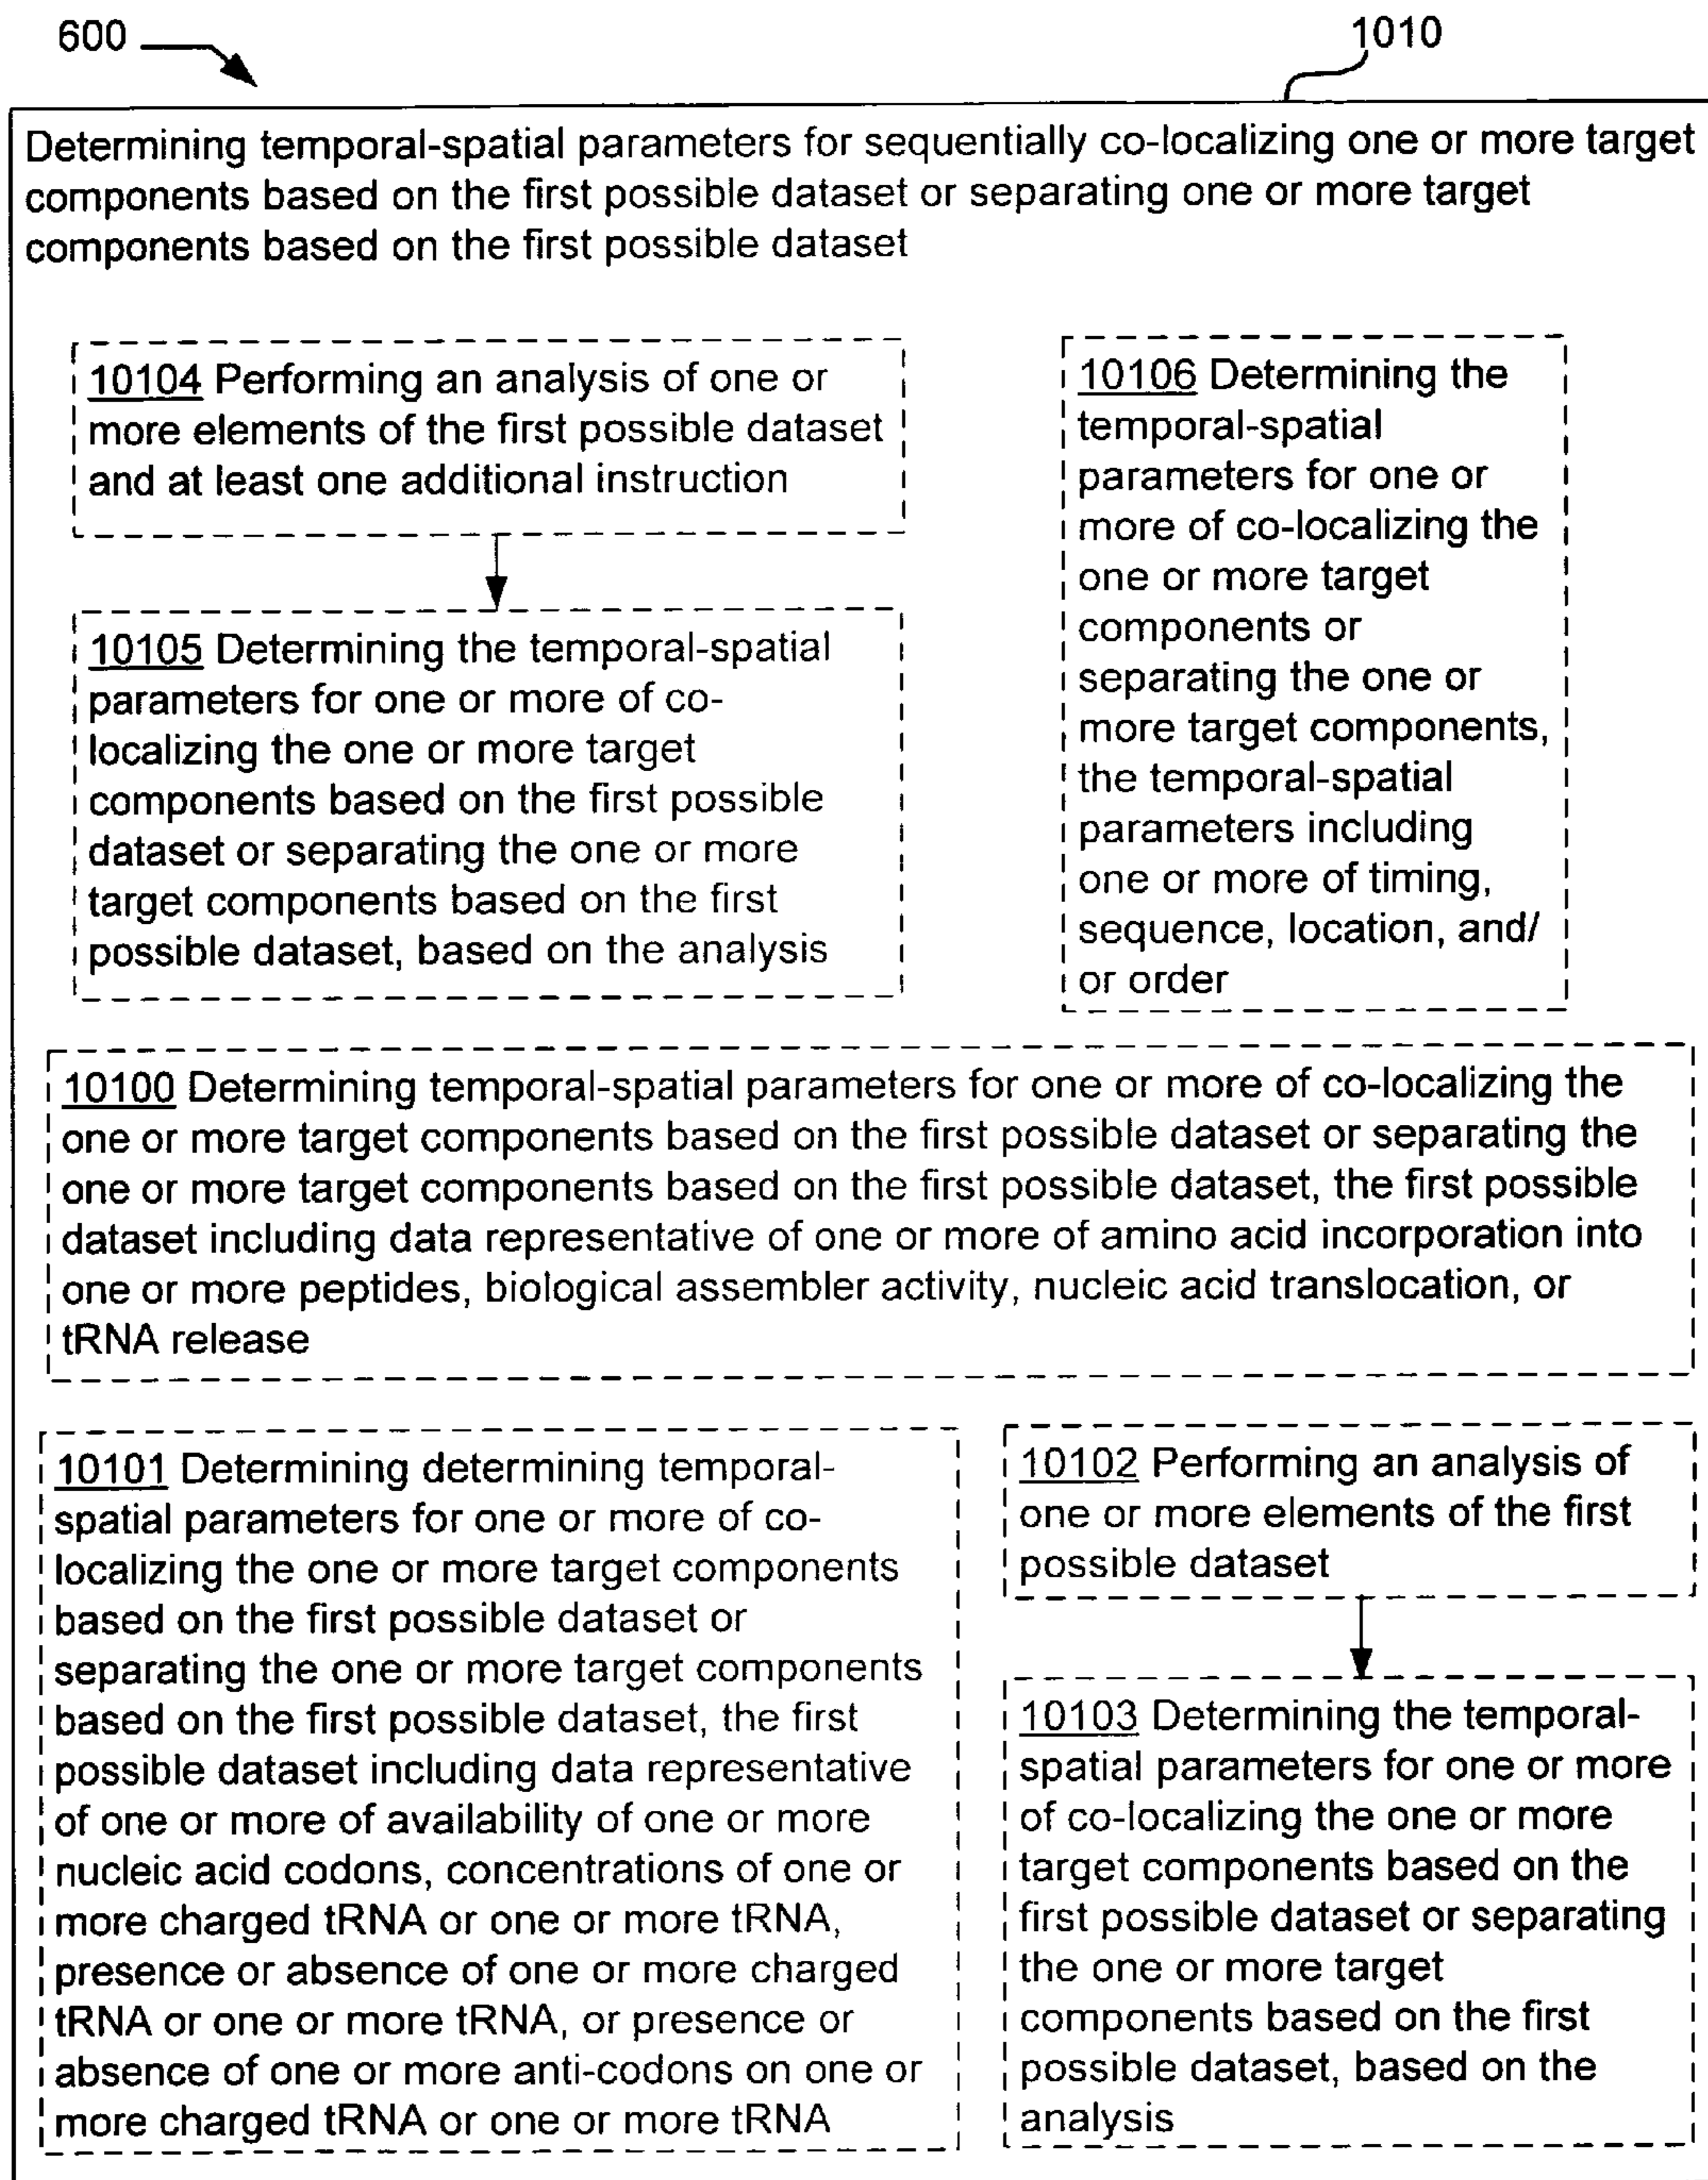 600
1010
Determining temporal-spatial parameters for sequentially co-localizing one or more target
components based on the first possible dataset or separating one or more target
components based on the first possible dataset
10104 Performing an analysis of one or
more elements of the first possible dataset
and at least one additional instruction
10105 Determining the temporal-spatial
parameters for one or more of co-
localizing the one or more target
components based on the first possible
dataset or separating the one or more
target components based on the first
possible dataset, based on the analysis
10106 Determining the
temporal-spatial
parameters for one or
more of co-localizing the
one or more target
components or
separating the one or
more target components,
the temporal-spatial
parameters including
one or more of timing,
sequence, location, and/
or order
10100 Determining temporal-spatial parameters for one or more of co-localizing the
one or more target components based on the first possible dataset or separating the
one or more target components based on the first possible dataset, the first possible
dataset including data representative of one or more of amino acid incorporation into
one or more peptides, biological assembler activity, nucleic acid translocation, or
tRNA release
10101 Determining determining temporal-
spatial parameters for one or more of co-
localizing the one or more target components
based on the first possible dataset or
separating the one or more target components
based on the first possible dataset, the first
possible dataset including data representative
of one or more of availability of one or more
nucleic acid codons, concentrations of one or
more charged tRNA or one or more tRNA,
presence or absence of one or more charged
tRNA or one or more tRNA, or presence or
absence of one or more anti-codons on one or
more charged tRNA or one or more tRNA
10102 Performing an analysis of
one or more elements of the first
possible dataset
10103 Determining the temporal-
spatial parameters for one or more
of co-localizing the one or more
target components based on the
first possible dataset or separating
the one or more target
components based on the first
possible dataset, based on the
analysis